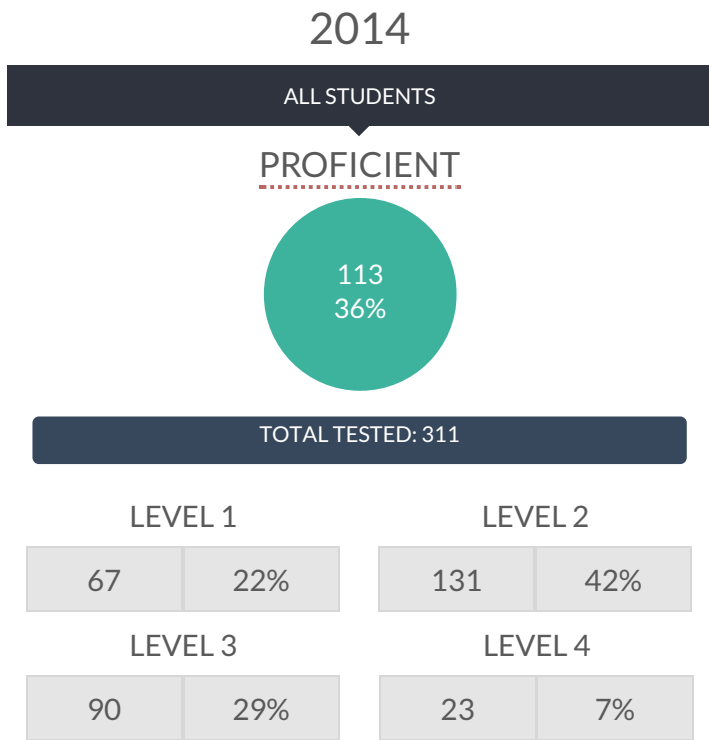 2014
ALL STUDENTS
PROFICIENT
113
36%
TOTAL TESTED: 311
LEVEL 1 LEVEL 2
67 22% 131 42%
LEVEL 3 LEVEL 4
90 29% 23 7%